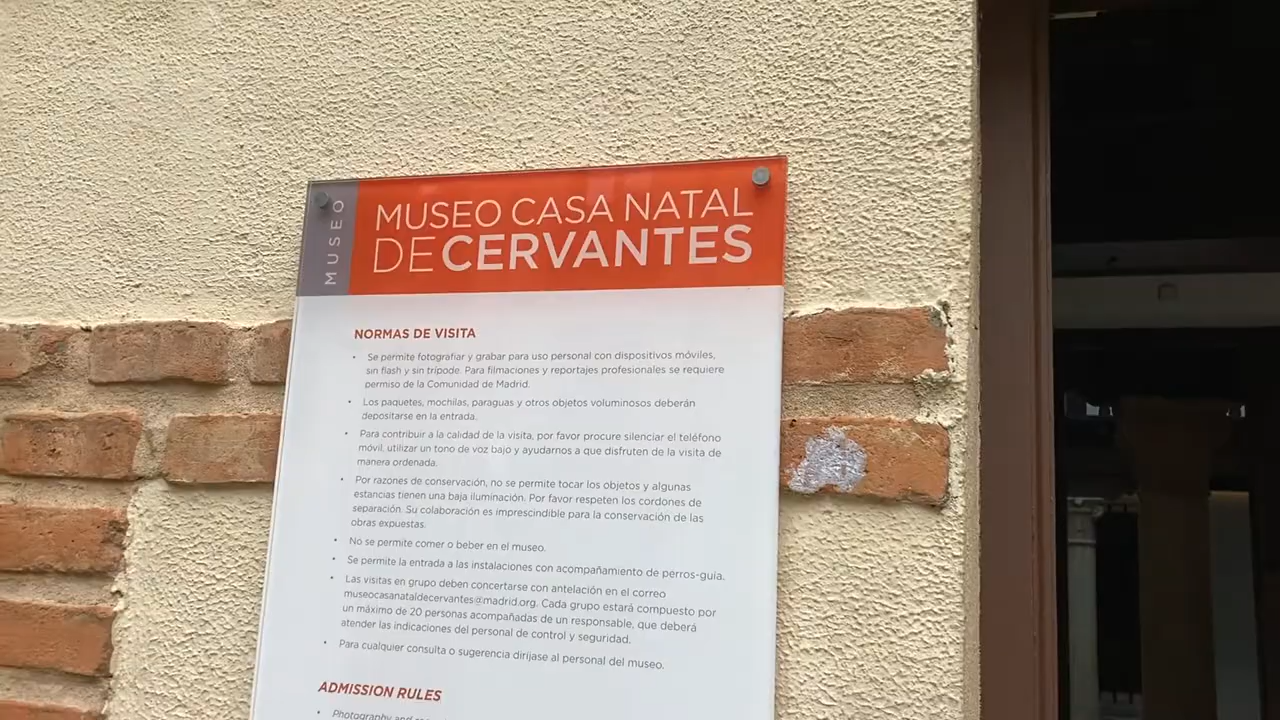 MUSEO
MUSEO CASA NATAL
DE CERVANTES
NORMAS DE VISITA
• Se permite fotografiar y grabar para uso personal con dispositivos móviles,
sin flash y sin trípode. Para filmaciones y reportajes profesionales se requiere
permiso de la Comunidad de Madrid.
• Los paquetes, mochilas, paraguas y otros objetos voluminosos deberán
depositarse en la entrada.
• Para contribuir a la calidad de la visita, por favor procure silenciar el teléfono
móvil, utilizar un tono de voz bajo y ayudarnos a que disfruten de la visita de
manera ordenada.
• Por razones de conservación, no se permite tocar los objetos y algunas
estancias tienen una baja iluminación. Por favor respeten los cordones de
separación. Su colaboración es imprescindible para la conservación de las
obras expuestas.
• No se permite comer o beber en el museo.
• Se permite la entrada a las instalaciones con acompañamiento de perros-guía.
• Las visitas en grupo deben concertarse con antelación en el correo
museocasanataldecervantes@madrid.org. Cada grupo estará compuesto por
un máximo de 20 personas acompañadas de un responsable, que deberá
atender las indicaciones del personal de control y seguridad.
• Para cualquier consulta o sugerencia diríjase al personal del museo.
ADMISSION RULES
• Photography and